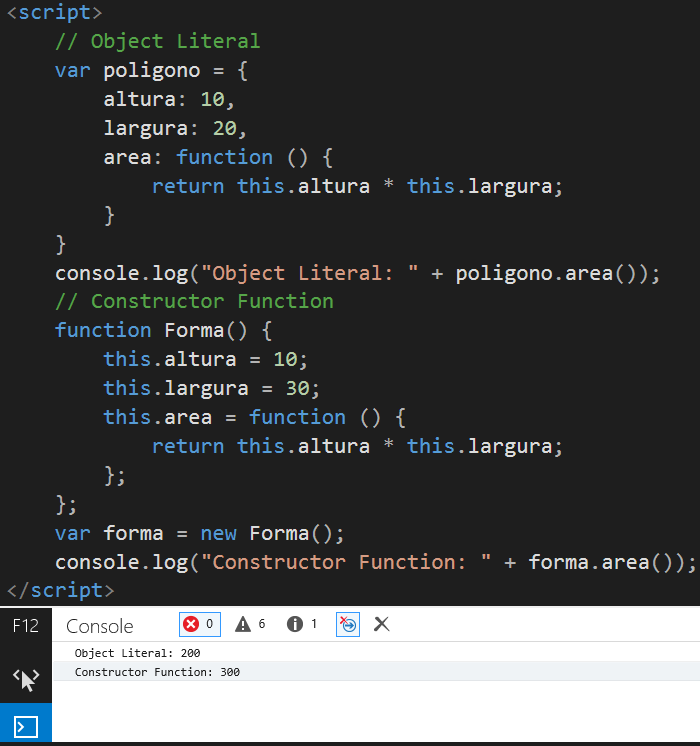 <script>
// Object Literal
var poligono = {
altura: 10,
largura: 20,
area: function () {
return this.altura * this.largura;
}
}
console.log("Object Literal: " + poligono.area());
// Constructor Function
function Forma() {
this.altura = 10;
this.largura = 30;
this.area = function () {
return this.altura * this.largura;
};
};
var forma = new Forma();
console.log("Constructor Function: " + forma.area());
</script>
F12 Console 0 6 1
Object Literal: 200
Constructor Function: 300